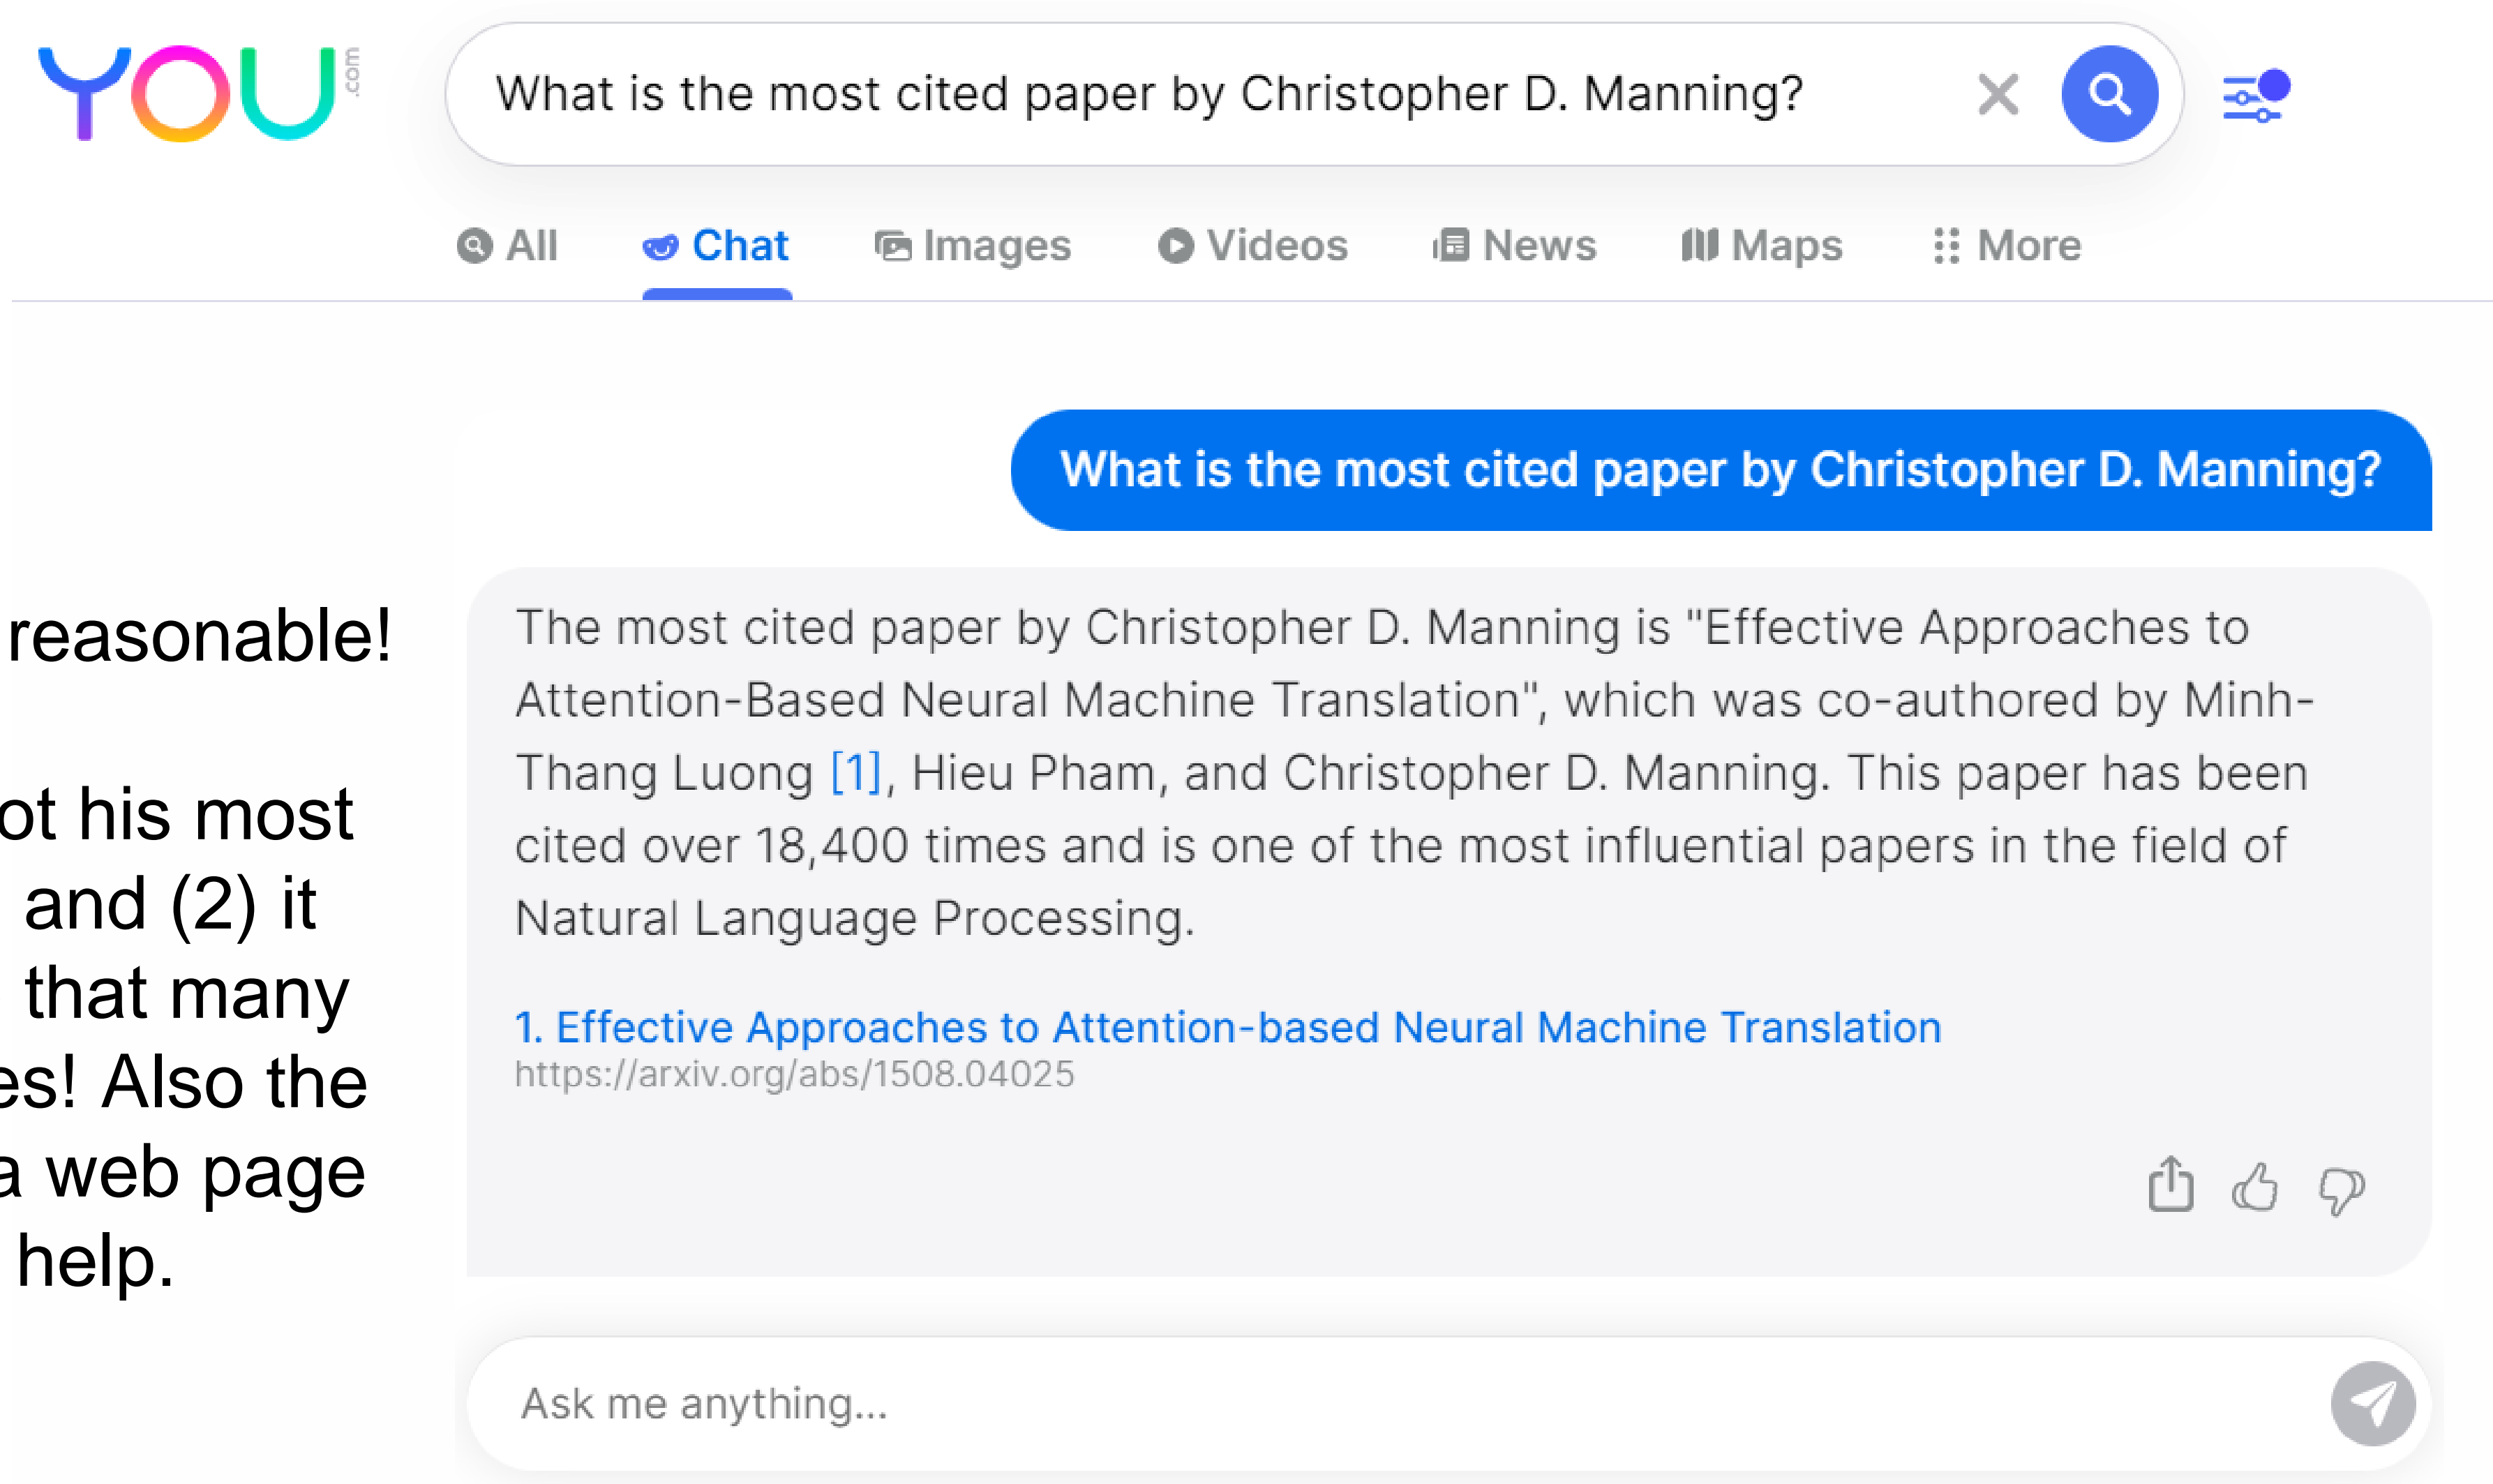 YOU.com
What is the most cited paper by Christopher D. Manning?
All Chat Images Videos News Maps More
What is the most cited paper by Christopher D. Manning?
reasonable!
ot his most
and (2) it
that many
es! Also the
a web page
help.
The most cited paper by Christopher D. Manning is "Effective Approaches to
Attention-Based Neural Machine Translation", which was co-authored by Minh-
Thang Luong [1], Hieu Pham, and Christopher D. Manning. This paper has been
cited over 18,400 times and is one of the most influential papers in the field of
Natural Language Processing.
1. Effective Approaches to Attention-based Neural Machine Translation
https://arxiv.org/abs/1508.04025
Ask me anything...